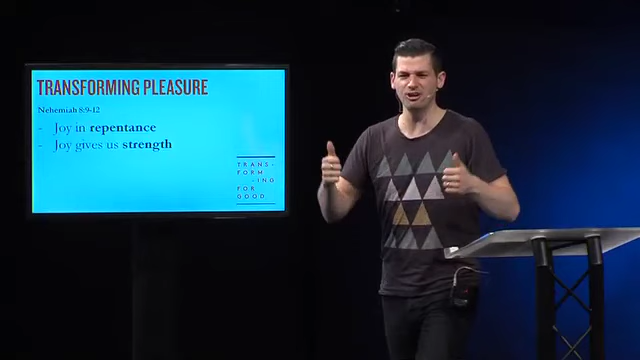 TRANSFORMING PLEASURE
Nehemiah 8:9-12
- Joy in repentance
- Joy gives us strength
TRANS-
FORM
-ING
FOR
GOOD.